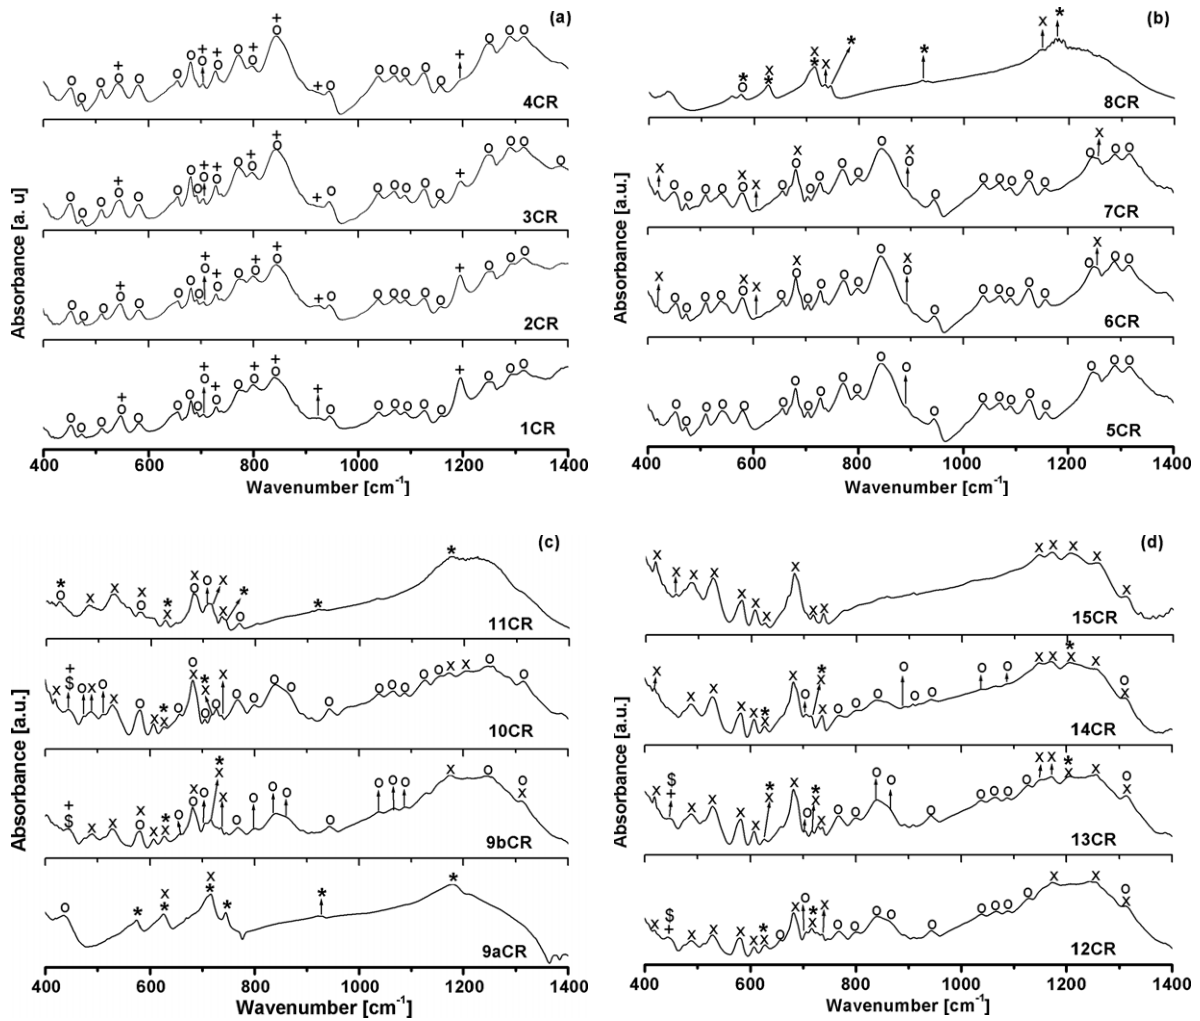 (a)
4CR
3CR
2CR
1CR
Absorbance [a. u]
400 600 800 1000 1200 1400
Wavenumber [cm⁻¹]
(b)
8CR
7CR
6CR
5CR
Absorbance [a.u.]
400 600 800 1000 1200 1400
Wavenumber [cm⁻¹]
(c)
11CR
10CR
9bCR
9aCR
Absorbance [a.u.]
400 600 800 1000 1200 1400
Wavenumber [cm⁻¹]
(d)
15CR
14CR
13CR
12CR
Absorbance [a.u.]
400 600 800 1000 1200 1400
Wavenumber [cm⁻¹]